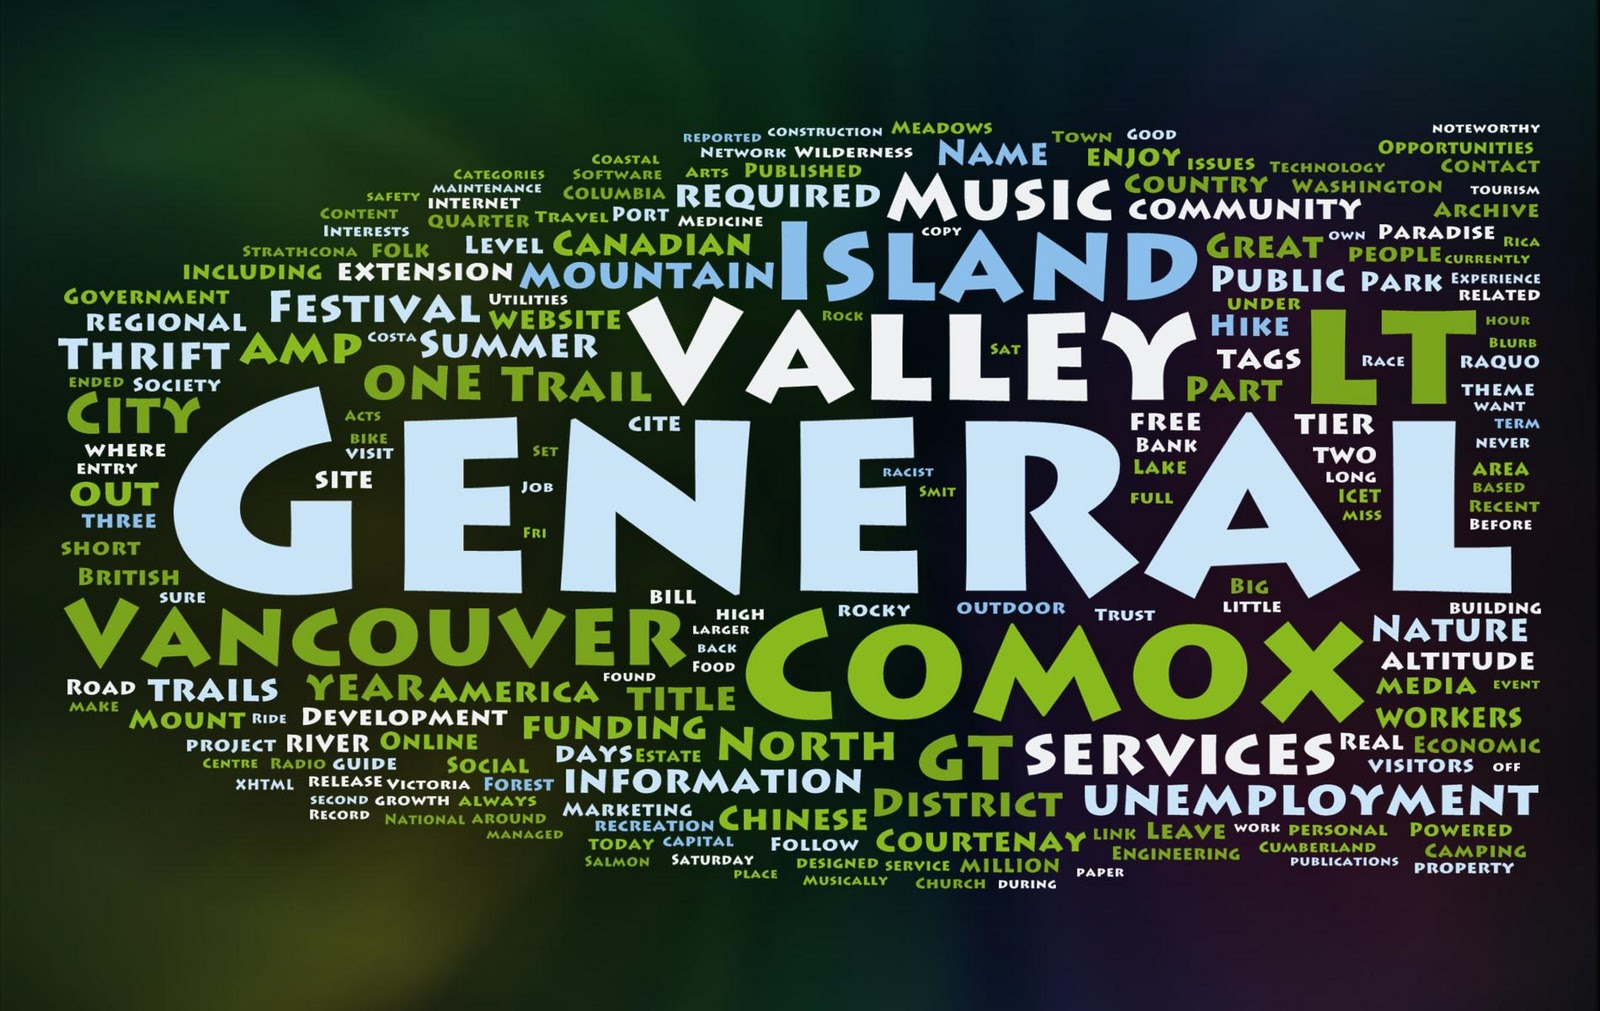 REPORTED CONSTRUCTION MEADOWS TOWN GOOD NOTEWORTHY
NETWORK WILDERNESS NAME ENJOY ISSUES TECHNOLOGY OPPORTUNITIES CONTACT
COASTAL CATEGORIES SOFTWARE ARTS PUBLISHED
SAFETY MAINTENANCE INTERNET COLUMBIA REQUIRED MUSIC COUNTRY WASHINGTON TOURISM
CONTENT QUARTER TRAVEL PORT MEDICINE COPY COMMUNITY ARCHIVE
INTERESTS STRATHCONA FOLK LEVEL CANADIAN ISLAND GREAT OWN PARADISE RICA
INCLUDING EXTENSION MOUNTAIN PEOPLE CURRENTLY
PUBLIC PARK EXPERIENCE RELATED
GOVERNMENT FESTIVAL UTILITIES UNDER
REGIONAL WEBSITE ROCK VALLEY HIKE LT HOUR
THRIFT AMP COSTA SUMMER SAT TAGS RACE BLURB RAQUO
ENDED SOCIETY ONE TRAIL PART THEME
CITY ACTS CITE FREE TIER WANT TERM
WHERE BIKE VISIT SET GENERAL BANK TWO NEVER
ENTRY SITE RACIST LAKE LONG AREA
OUT JOB SMIT FULL ICET BASED
THREE FRI MISS RECENT BEFORE
SHORT
BRITISH SURE BILL BIG LITTLE
VANCOUVER HIGH ROCKY OUTDOOR TRUST BUILDING
LARGER BACK FOOD COMOX NATURE
FOUND ALTITUDE
ROAD TRAILS YEAR AMERICA TITLE MEDIA EVENT
MAKE MOUNT RIDE DEVELOPMENT FUNDING WORKERS
PROJECT RIVER ONLINE DAYS ESTATE NORTH GT SERVICES REAL ECONOMIC
CENTRE RADIO GUIDE SOCIAL VISITORS OFF
XHTML RELEASE VICTORIA FOREST INFORMATION
SECOND GROWTH ALWAYS MARKETING DISTRICT UNEMPLOYMENT
RECORD NATIONAL AROUND RECREATION CHINESE
MANAGED TODAY CAPITAL FOLLOW COURTENAY LINK LEAVE WORK PERSONAL POWERED
SALMON SATURDAY DESIGNED SERVICE MILLION ENGINEERING CUMBERLAND CAMPING
PLACE MUSICALLY CHURCH DURING PAPER PUBLICATIONS PROPERTY